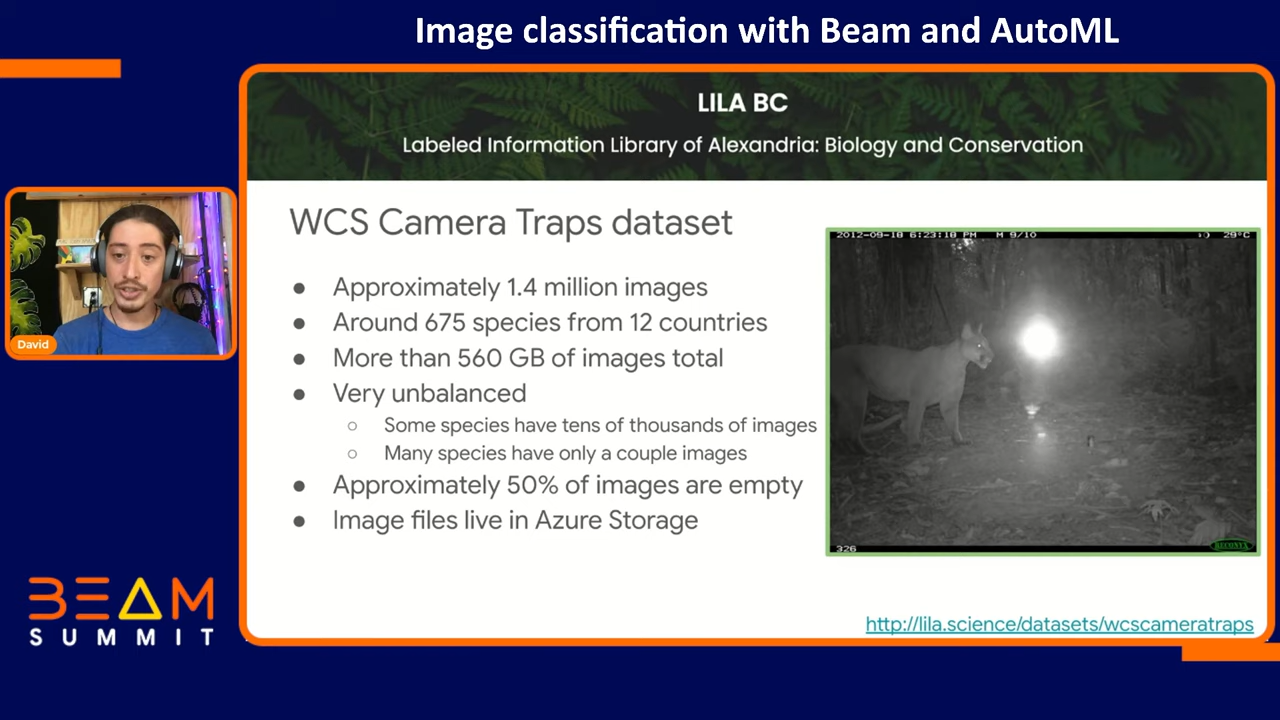 Image classification with Beam and AutoML
LILA BC
Labeled Information Library of Alexandria: Biology and Conservation
WCS Camera Traps dataset
● Approximately 1.4 million images
● Around 675 species from 12 countries
● More than 560 GB of images total
● Very unbalanced
○ Some species have tens of thousands of images
○ Many species have only a couple images
● Approximately 50% of images are empty
● Image files live in Azure Storage
2012-09-18 6:23:18 PM M 9/10 29°C
326
RECONYX
http://lila.science/datasets/wcscameratraps
David
BEAM
SUMMIT